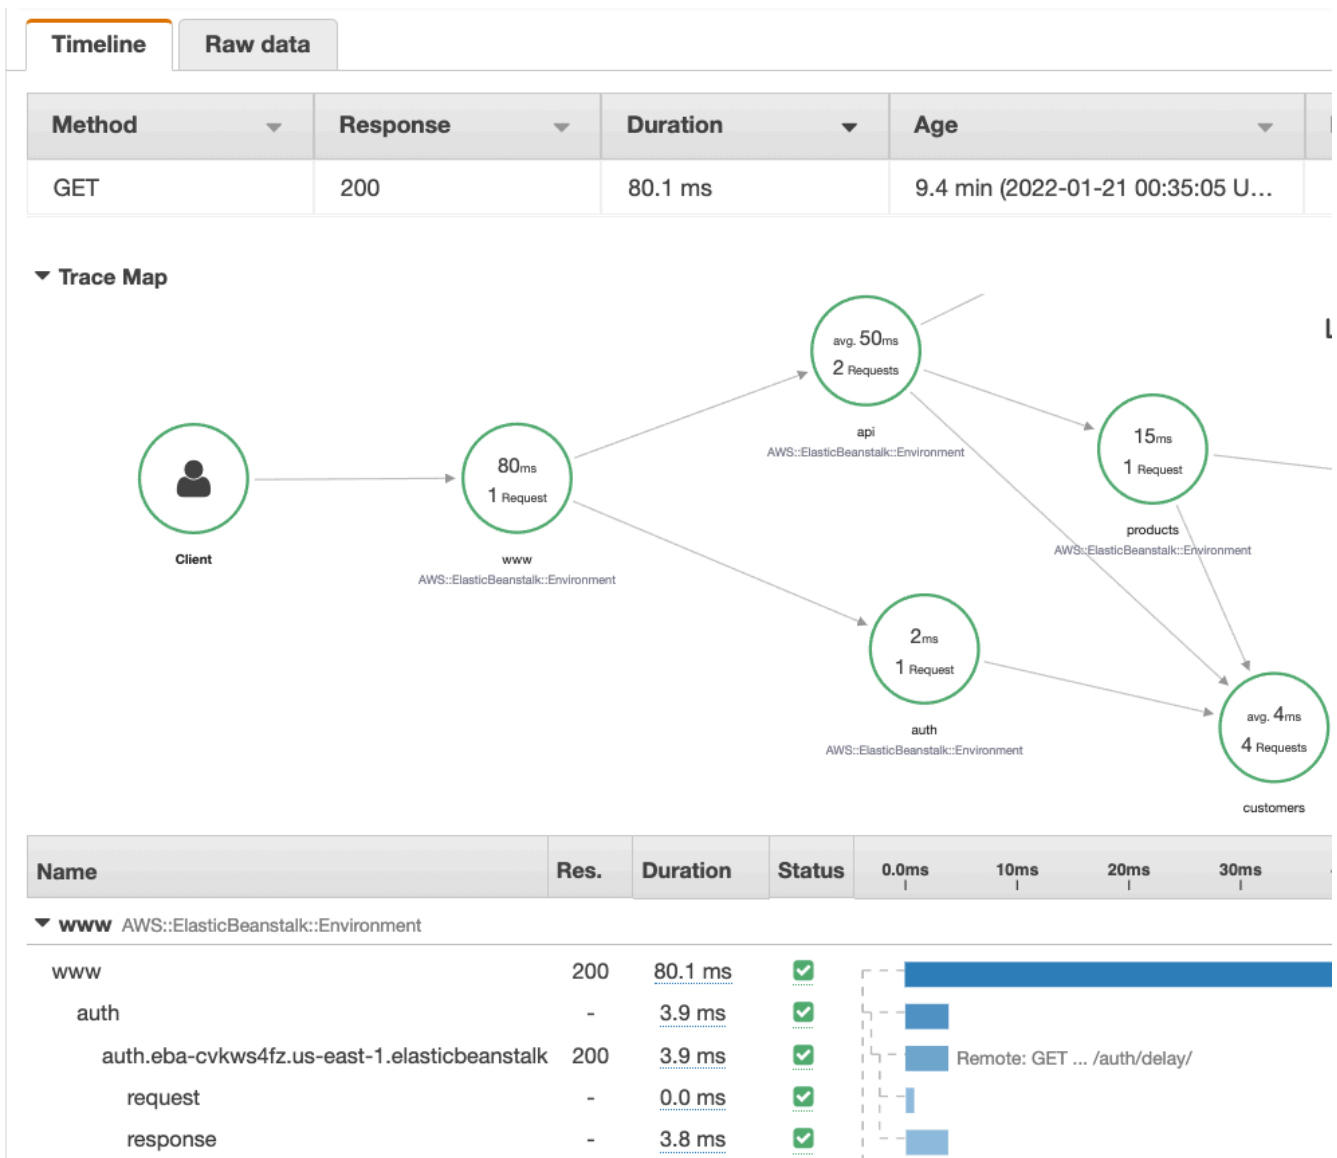 Timeline
Raw data
Method
Response
Duration
Age
GET
200
80.1 ms
9.4 min (2022-01-21 00:35:05 U...
Trace Map
avg. 50ms
2 Requests
api
AWS::ElasticBeanstalk::Environment
15ms
1 Request
products
AWS::ElasticBeanstalk::Environment
80ms
1 Request
www
AWS::ElasticBeanstalk::Environment
Client
2ms
1 Request
auth
AWS::ElasticBeanstalk::Environment
avg. 4ms
4 Requests
customers
Name
Res.
Duration
Status
0.0ms
10ms
20ms
30ms
www AWS::ElasticBeanstalk::Environment
www 200 80.1 ms
auth - 3.9 ms
auth.eba-cvkws4fz.us-east-1.elasticbeanstalk 200 3.9 ms Remote: GET ... /auth/delay/
request - 0.0 ms
response - 3.8 ms